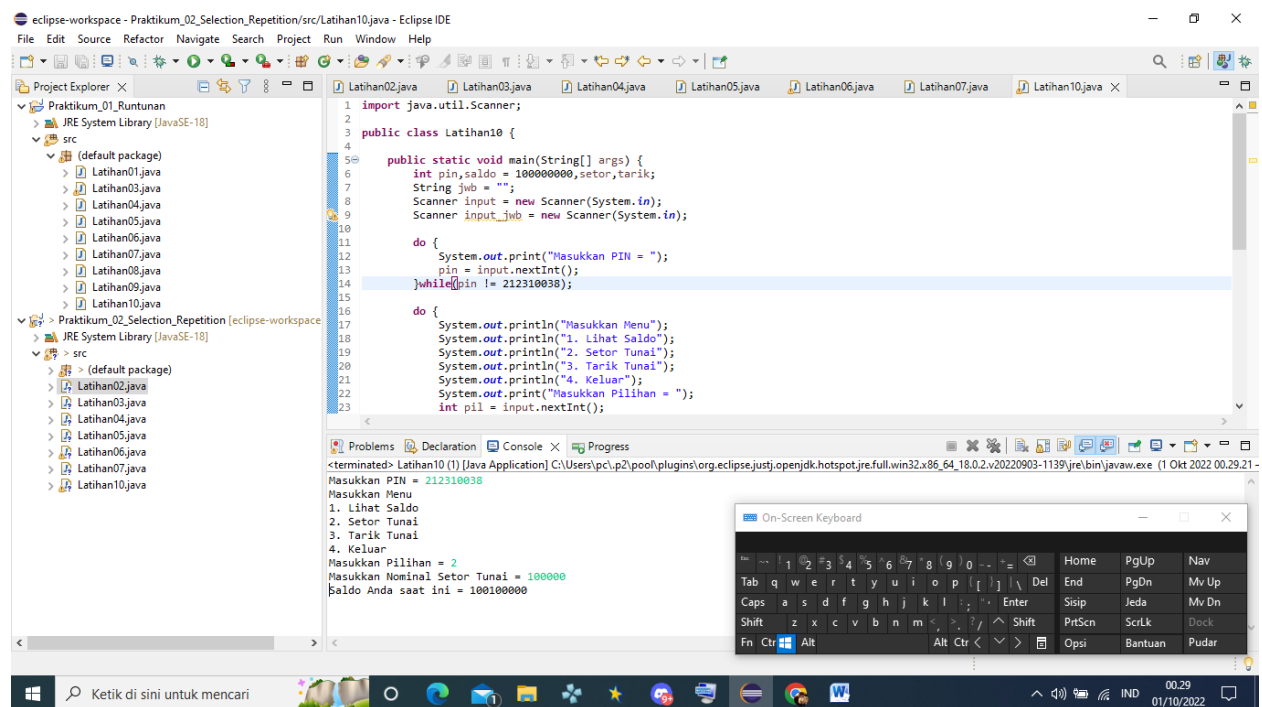 eclipse-workspace - Praktikum_02_Selection_Repetition/src/Latihan10.java - Eclipse IDE
File Edit Source Refactor Navigate Search Project Run Window Help
Project Explorer
Praktikum_01_Runtunan
JRE System Library [JavaSE-18]
src
(default package)
Latihan01.java
Latihan03.java
Latihan04.java
Latihan05.java
Latihan06.java
Latihan07.java
Latihan08.java
Latihan09.java
Latihan10.java
> Praktikum_02_Selection_Repetition [eclipse-workspace
JRE System Library [JavaSE-18]
> src
> (default package)
Latihan02.java
Latihan03.java
Latihan04.java
Latihan05.java
Latihan06.java
Latihan07.java
Latihan10.java
Latihan02.java Latihan03.java Latihan04.java Latihan05.java Latihan06.java Latihan07.java Latihan10.java
1 import java.util.Scanner;
2
3 public class Latihan10 {
4
5 public static void main(String[] args) {
6 int pin,saldo = 100000000,setor,tarik;
7 String jwb = "";
8 Scanner input = new Scanner(System.in);
9 Scanner input_jwb = new Scanner(System.in);
10
11 do {
12 System.out.print("Masukkan PIN = ");
13 pin = input.nextInt();
14 }while(pin != 212310038);
15
16 do {
17 System.out.println("Masukkan Menu");
18 System.out.println("1. Lihat Saldo");
19 System.out.println("2. Setor Tunai");
20 System.out.println("3. Tarik Tunai");
21 System.out.println("4. Keluar");
22 System.out.print("Masukkan Pilihan = ");
23 int pil = input.nextInt();
Problems Declaration Console Progress
<terminated> Latihan10 (1) [Java Application] C:\Users\pc\.p2\pool\plugins\org.eclipse.justj.openjdk.hotspot.jre.full.win32.x86_64_18.0.2.v20220903-1139\jre\bin\javaw.exe (1 Okt 2022 00.29.21 –
Masukkan PIN = 212310038
Masukkan Menu
1. Lihat Saldo
2. Setor Tunai
3. Tarik Tunai
4. Keluar
Masukkan Pilihan = 2
Masukkan Nominal Setor Tunai = 100000
Saldo Anda saat ini = 100100000
On-Screen Keyboard
! 1 @ 2 # 3 $ 4 % 5 ^ 6 & 7 * 8 ( 9 ) 0 _ - + = Home PgUp Nav
Tab q w e r t y u i o p { [ } ] | \ Del End PgDn Mv Up
Caps a s d f g h j k l : ; " ' Enter Sisip Jeda Mv Dn
Shift z x c v b n m < , > . ? / Shift PrtScn ScrLk Dock
Fn Ctr Alt Alt Ctr Opsi Bantuan Pudar
Ketik di sini untuk mencari
IND
00.29
01/10/2022